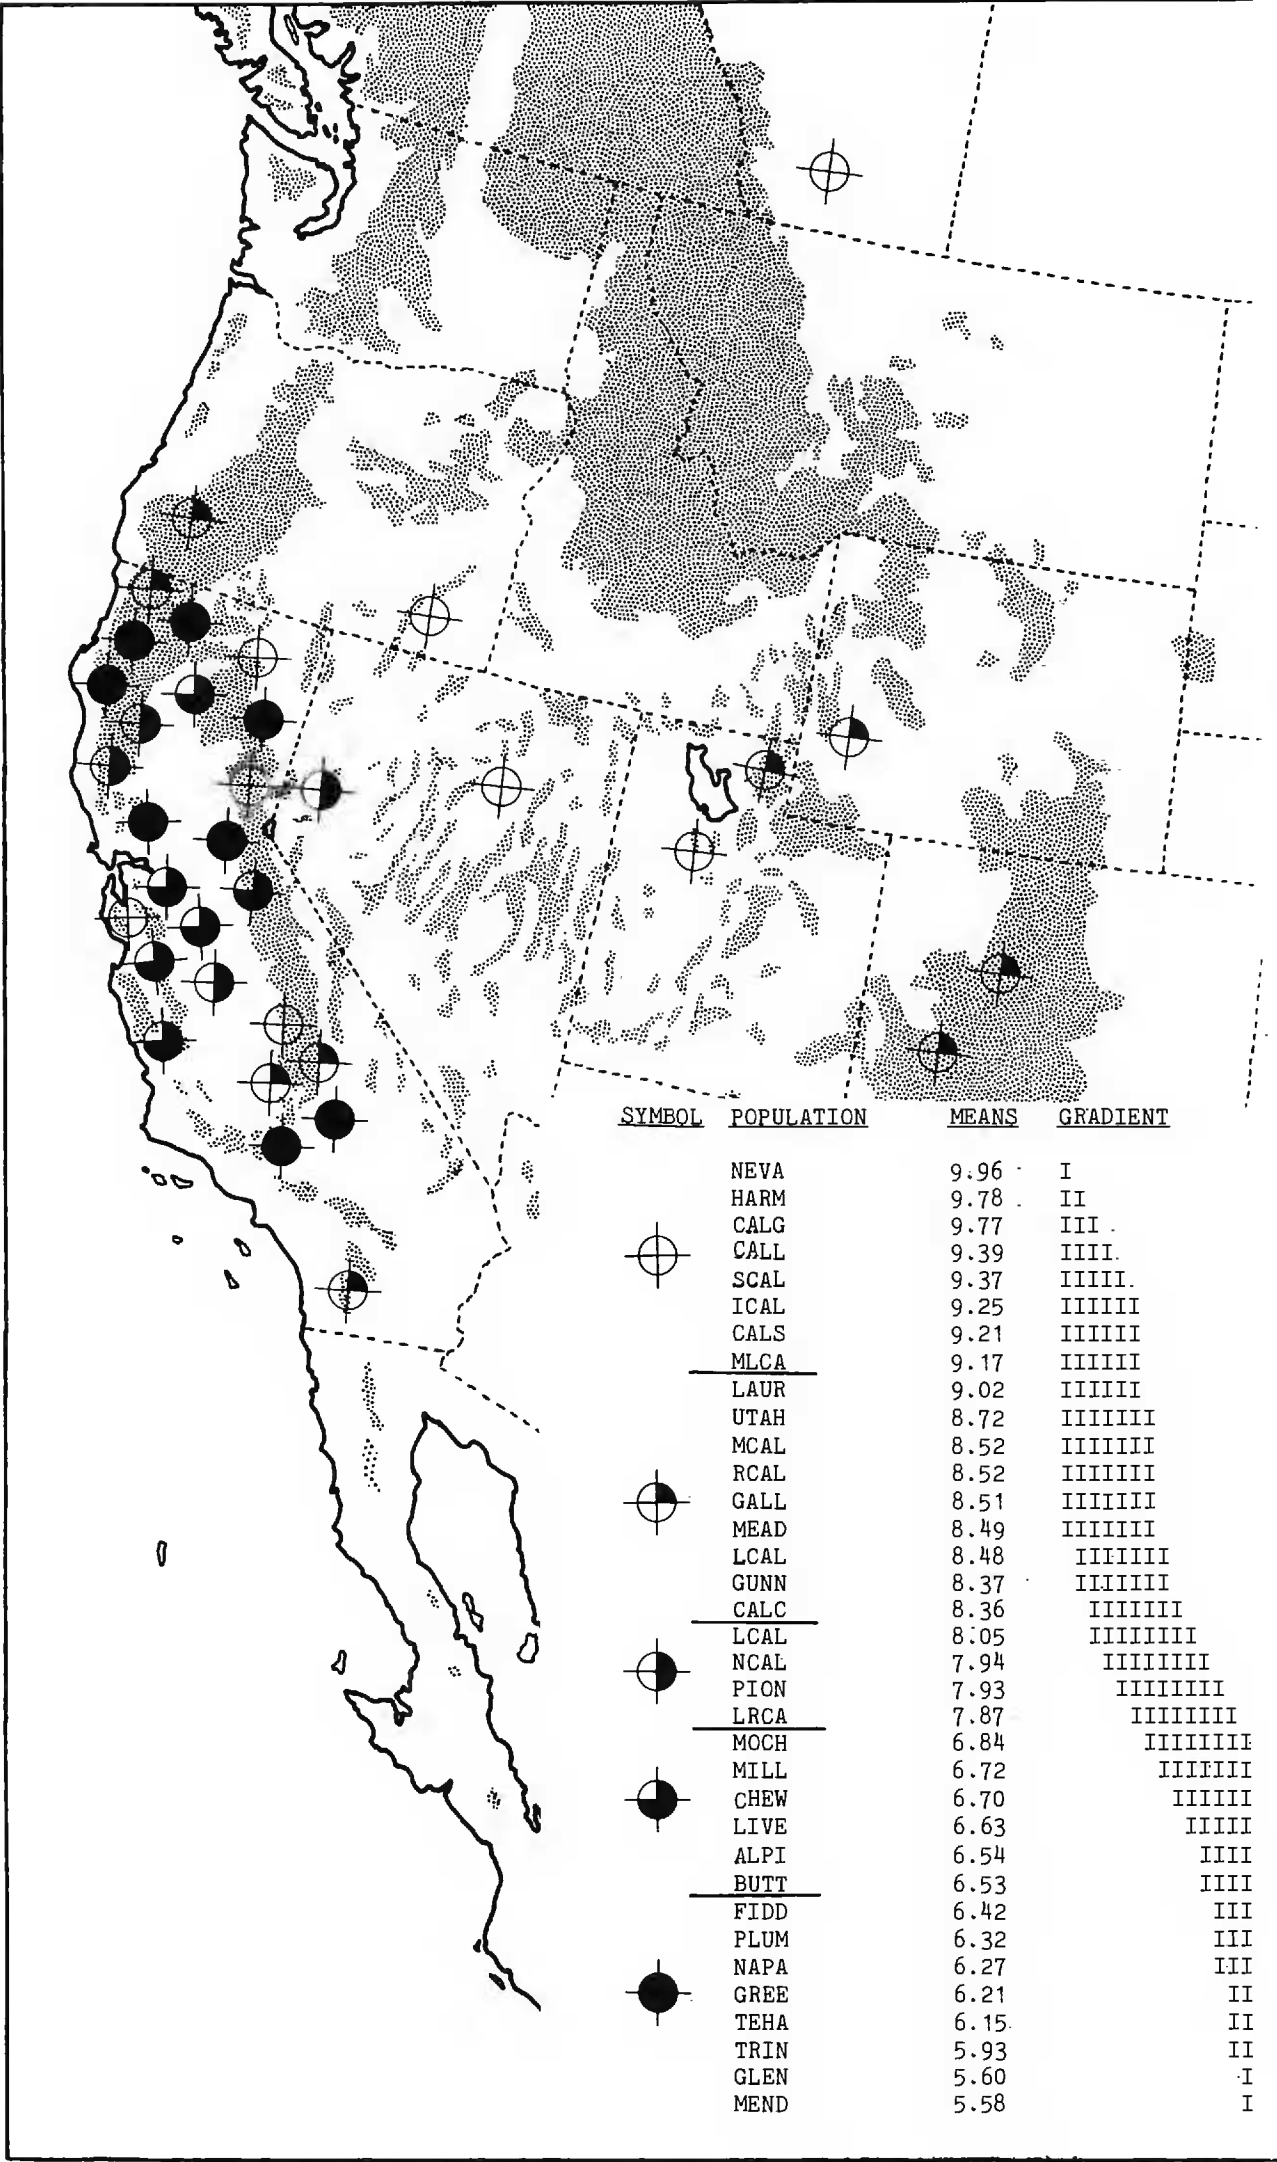 SYMBOL POPULATION MEANS GRADIENT
NEVA 9.96 I
HARM 9.78 II
CALG 9.77 III
CALL 9.39 IIII
SCAL 9.37 IIIII
ICAL 9.25 IIIIII
CALS 9.21 IIIIII
MLCA 9.17 IIIIII
LAUR 9.02 IIIIII
UTAH 8.72 IIIIIII
MCAL 8.52 IIIIIII
RCAL 8.52 IIIIIII
GALL 8.51 IIIIIII
MEAD 8.49 IIIIIII
LCAL 8.48 IIIIIII
GUNN 8.37 IIIIIII
CALC 8.36 IIIIIII
LCAL 8.05 IIIIIIII
NCAL 7.94 IIIIIIII
PION 7.93 IIIIIIII
LRCA 7.87 IIIIIIII
MOCH 6.84 IIIIIIII
MILL 6.72 IIIIIII
CHEW 6.70 IIIIII
LIVE 6.63 IIIII
ALPI 6.54 IIII
BUTT 6.53 IIII
FIDD 6.42 III
PLUM 6.32 III
NAPA 6.27 III
GREE 6.21 II
TEHA 6.15 II
TRIN 5.93 II
GLEN 5.60 I
MEND 5.58 I